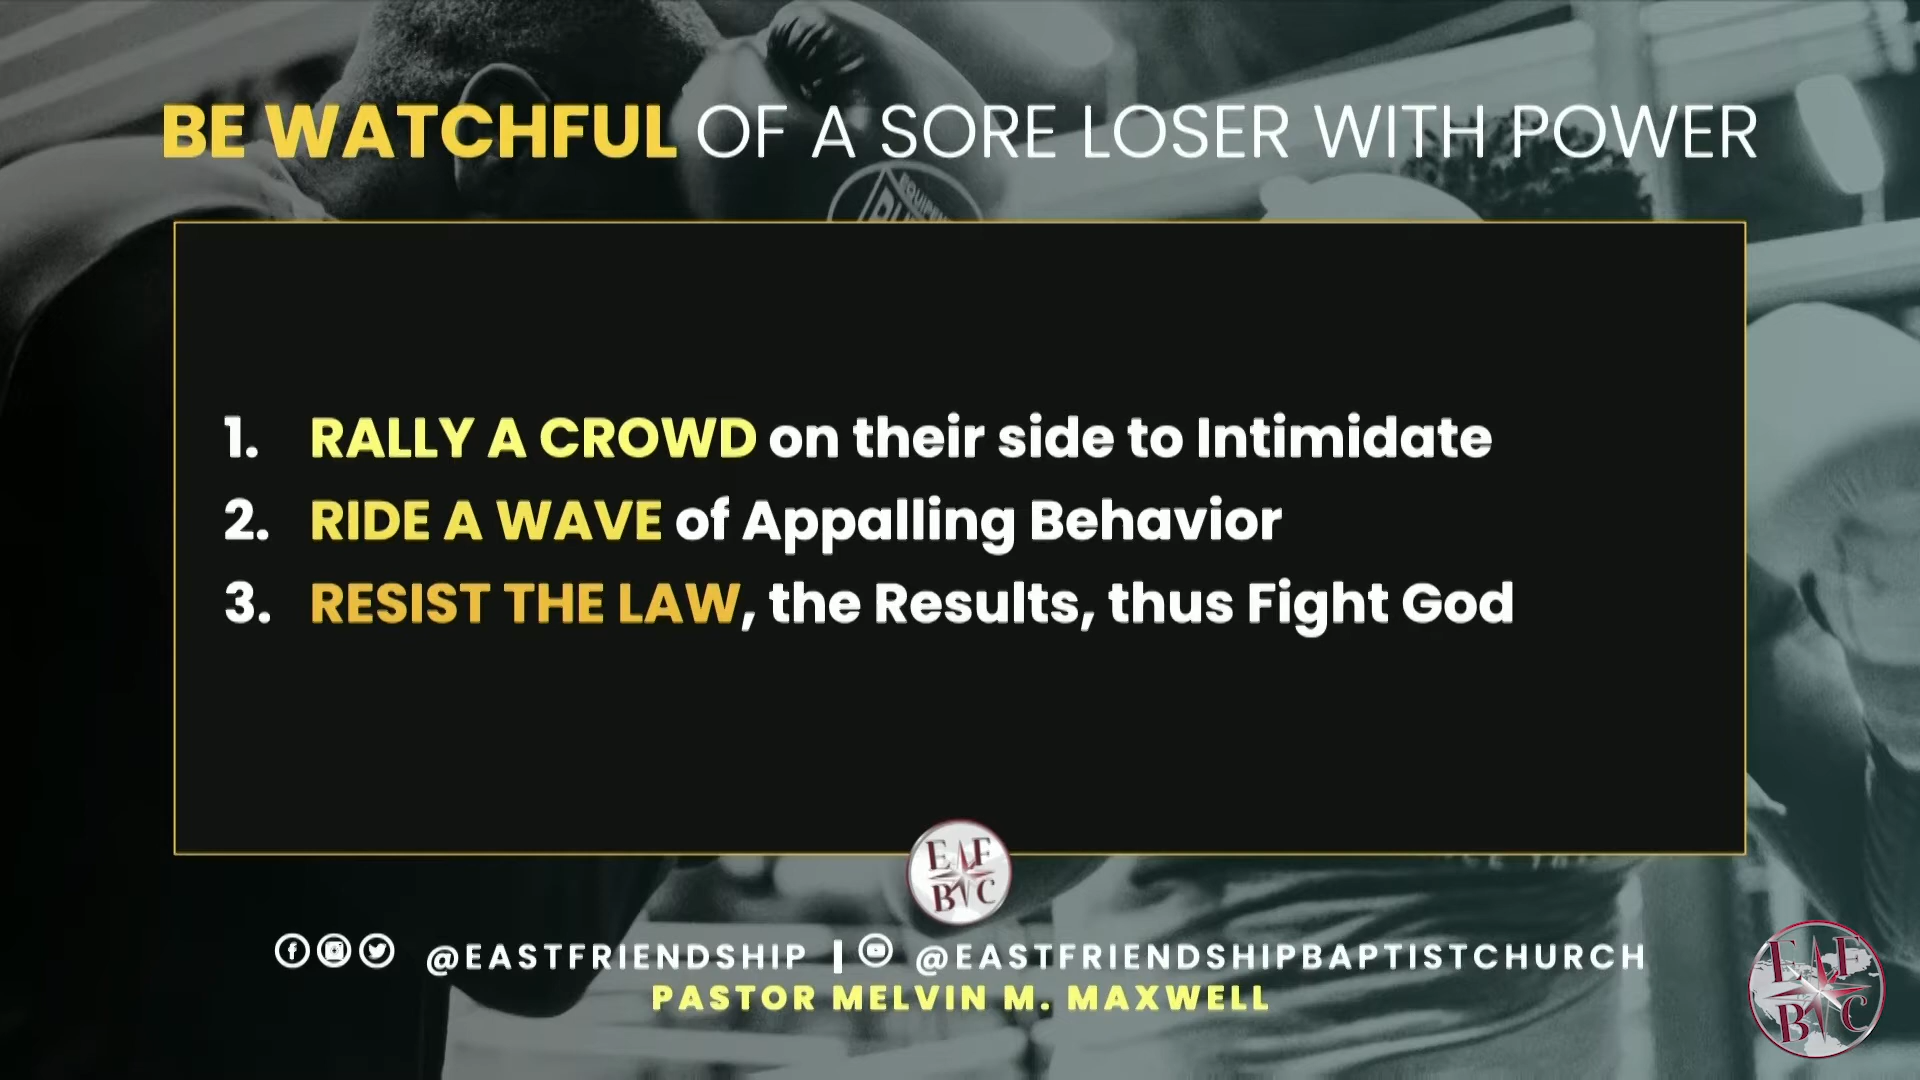 BE WATCHFUL OF A SORE LOSER WITH POWER
1. RALLY A CROWD on their side to Intimidate
2. RIDE A WAVE of Appalling Behavior
3. RESIST THE LAW, the Results, thus Fight God
E F
B C
@EASTFRIENDSHIP | @EASTFRIENDSHIPBAPTISTCHURCH
PASTOR MELVIN M. MAXWELL
E F
B C